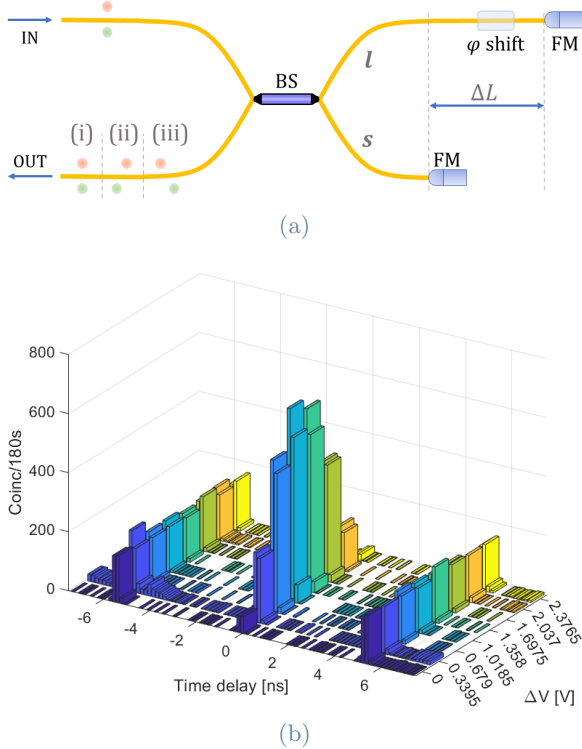 IN
φ shift
FM
l
BS
ΔL
(i) (ii) (iii)
s
OUT
FM
(a)
800
600
400
200
0
Coinc/180s
-6
-4
-2
0
2
4
6
Time delay [ns]
2.3765
2.037
1.6975
1.358
1.0185
0.679
0.3395
0
ΔV [V]
(b)